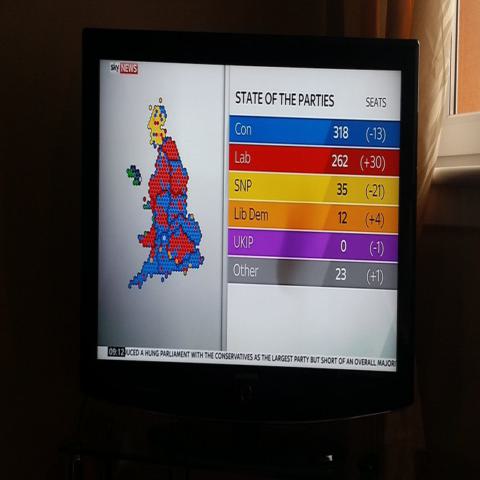 sky NEWS
STATE OF THE PARTIES SEATS
Con 318 (-13)
Lab 262 (+30)
SNP 35 (-21)
Lib Dem 12 (+4)
UKIP 0 (-1)
Other 23 (+1)
09:12 UCED A HUNG PARLIAMENT WITH THE CONSERVATIVES AS THE LARGEST PARTY BUT SHORT OF AN OVERALL MAJORI